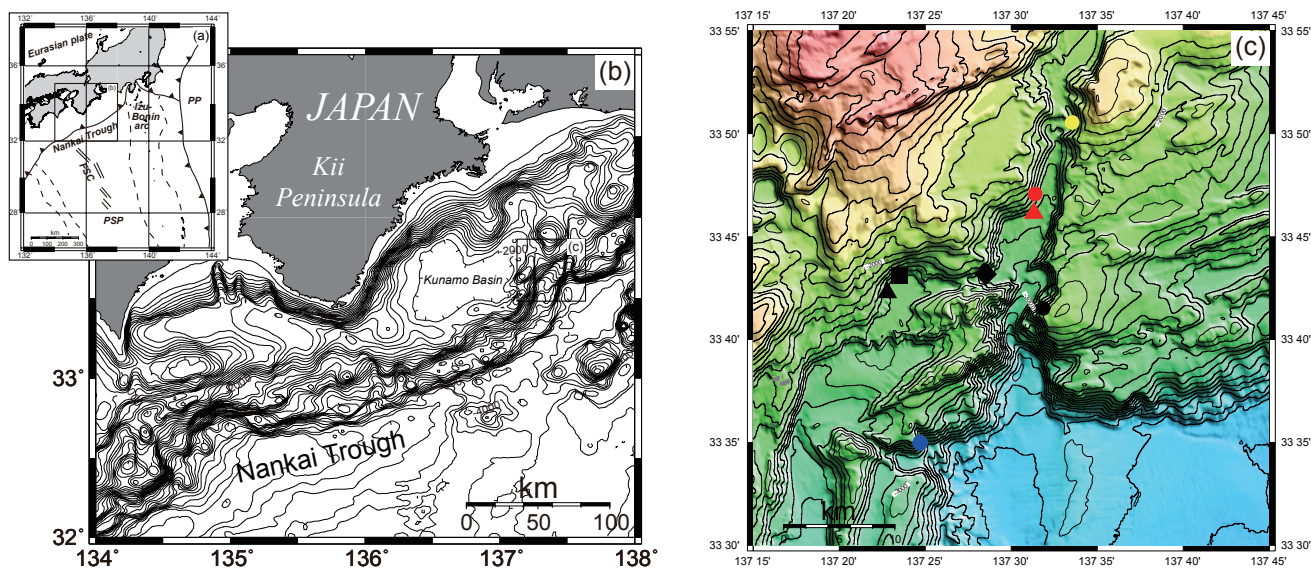 132˚ 136˚ 140˚ 144˚
(a)
Eurasian plate
36˚ 36˚
(b)
PP
Izu-
Bonin
arc
Nankai Trough
32˚ 32˚
FSC
28˚ 28˚
PSP
km
0 100 200 300
132˚ 136˚ 140˚ 144˚
(b)
JAPAN
Kii
Peninsula
-2000
(c)
Kunamo Basin
33˚
Nankai Trough
km
0 50 100
32˚
134˚ 135˚ 136˚ 137˚ 138˚
137 15' 137 20' 137 25' 137 30' 137 35' 137 40' 137 45'
33 55' 33 55'
(c)
33 50' 33 50'
33 45' 33 45'
33 40' 33 40'
33 35' 33 35'
-3000
km
5 0
33 30' 33 30'
137 15' 137 20' 137 25' 137 30' 137 35' 137 40' 137 45'